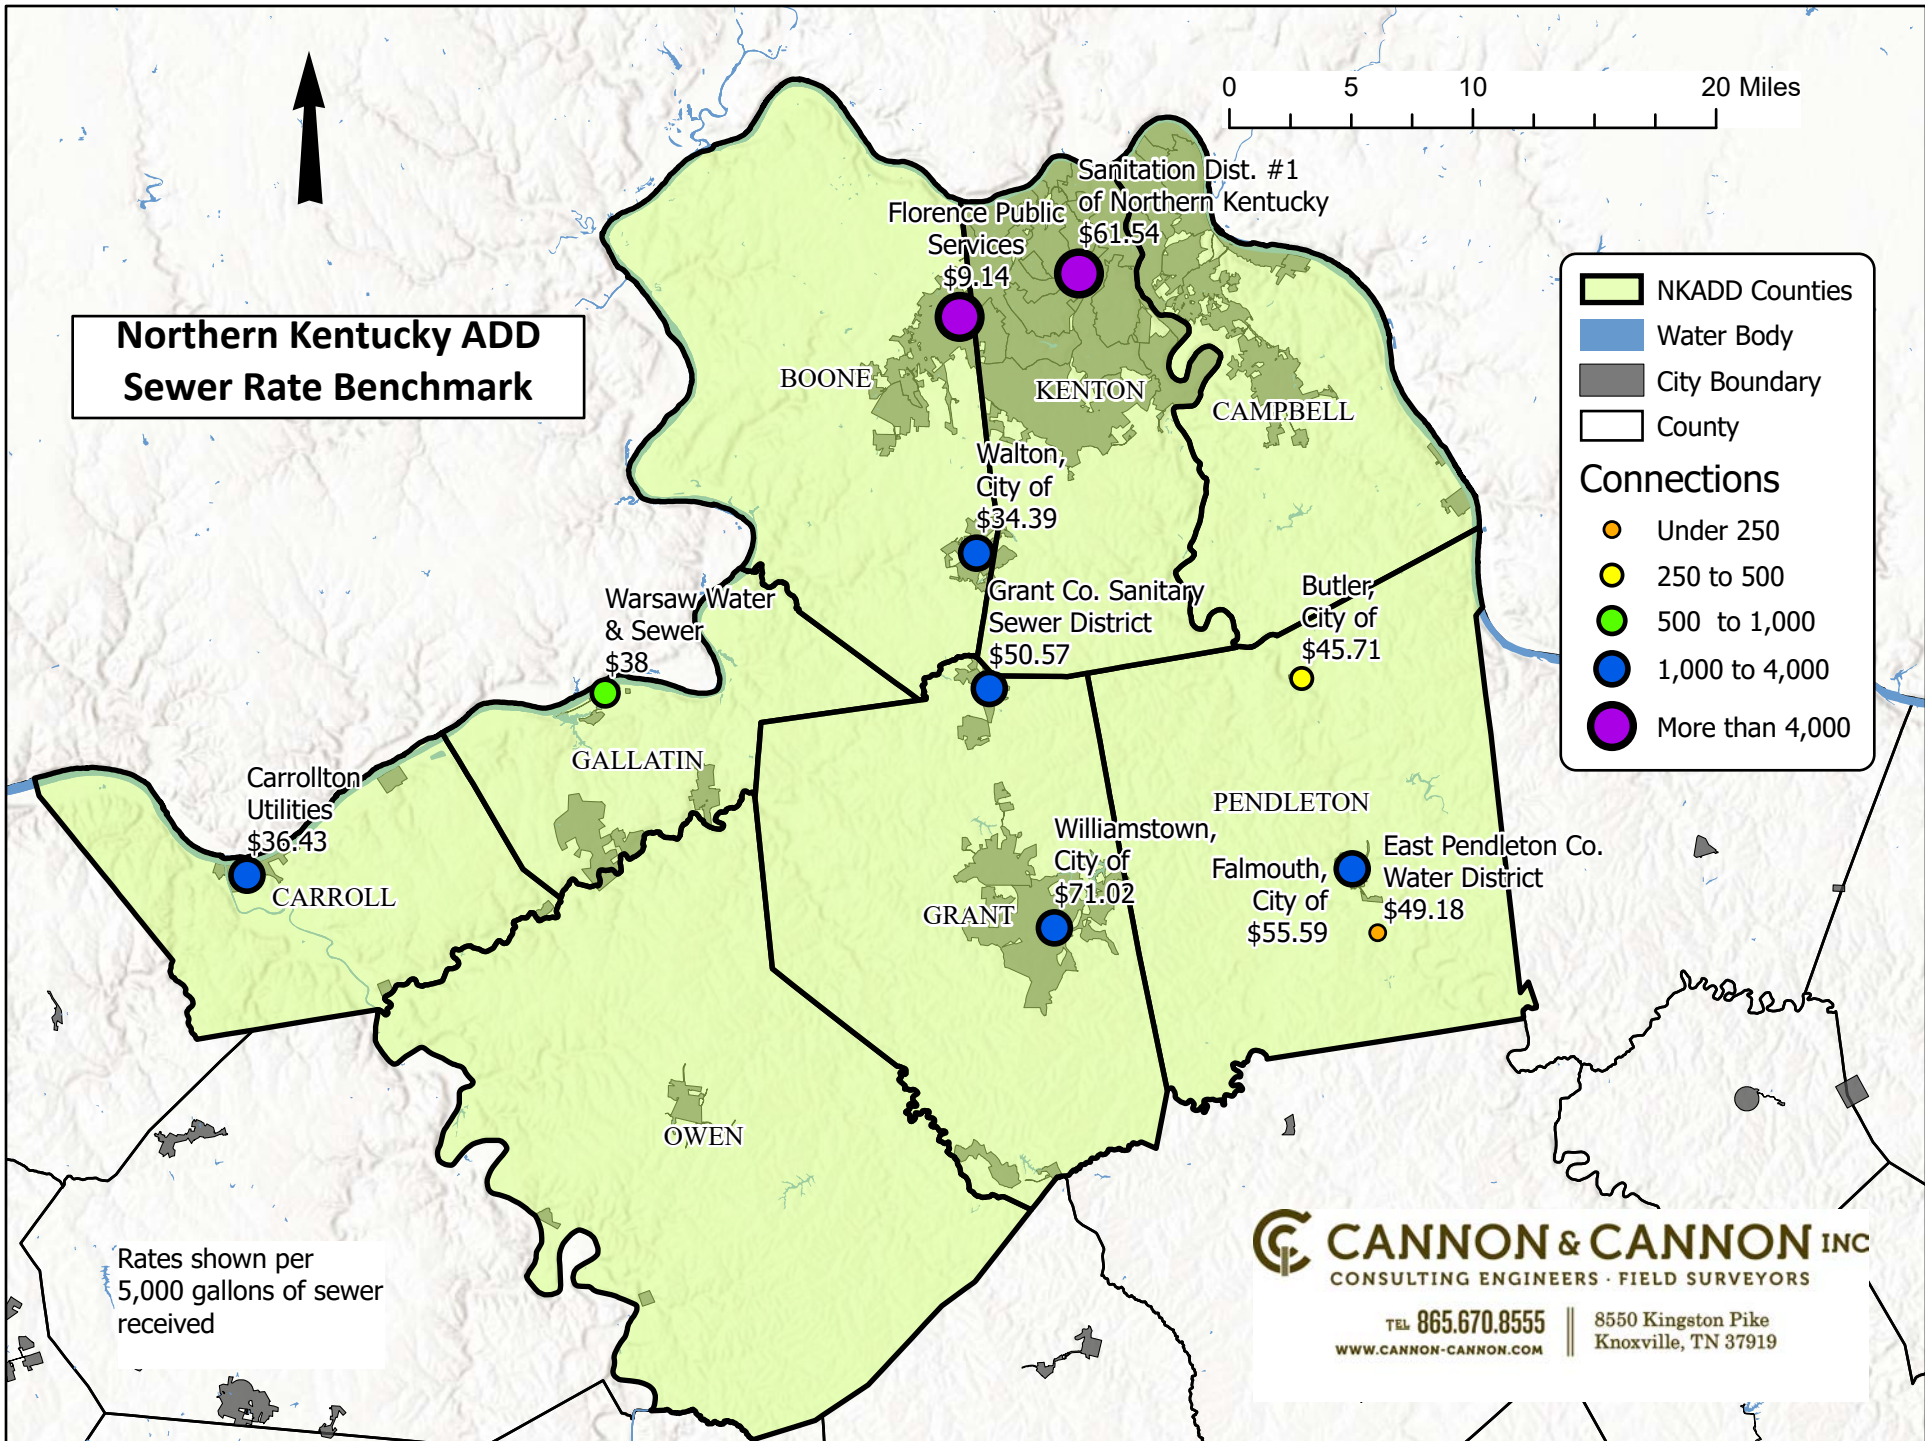 0 5 10 20 Miles
Northern Kentucky ADD
Sewer Rate Benchmark
Sanitation Dist. #1
of Northern Kentucky
$61.54
Florence Public
Services
$9.14
BOONE
KENTON
CAMPBELL
Walton,
City of
$34.39
Grant Co. Sanitary
Sewer District
$50.57
Butler,
City of
$45.71
Warsaw Water
& Sewer
$38
GALLATIN
Carrollton
Utilities
$36.43
CARROLL
Williamstown,
City of
$71.02
GRANT
PENDLETON
Falmouth,
City of
$55.59
East Pendleton Co.
Water District
$49.18
OWEN
NKADD Counties
Water Body
City Boundary
County
Connections
Under 250
250 to 500
500 to 1,000
1,000 to 4,000
More than 4,000
Rates shown per
5,000 gallons of sewer
received
CANNON & CANNON INC
CONSULTING ENGINEERS · FIELD SURVEYORS
TEL 865.670.8555
WWW.CANNON-CANNON.COM
8550 Kingston Pike
Knoxville, TN 37919